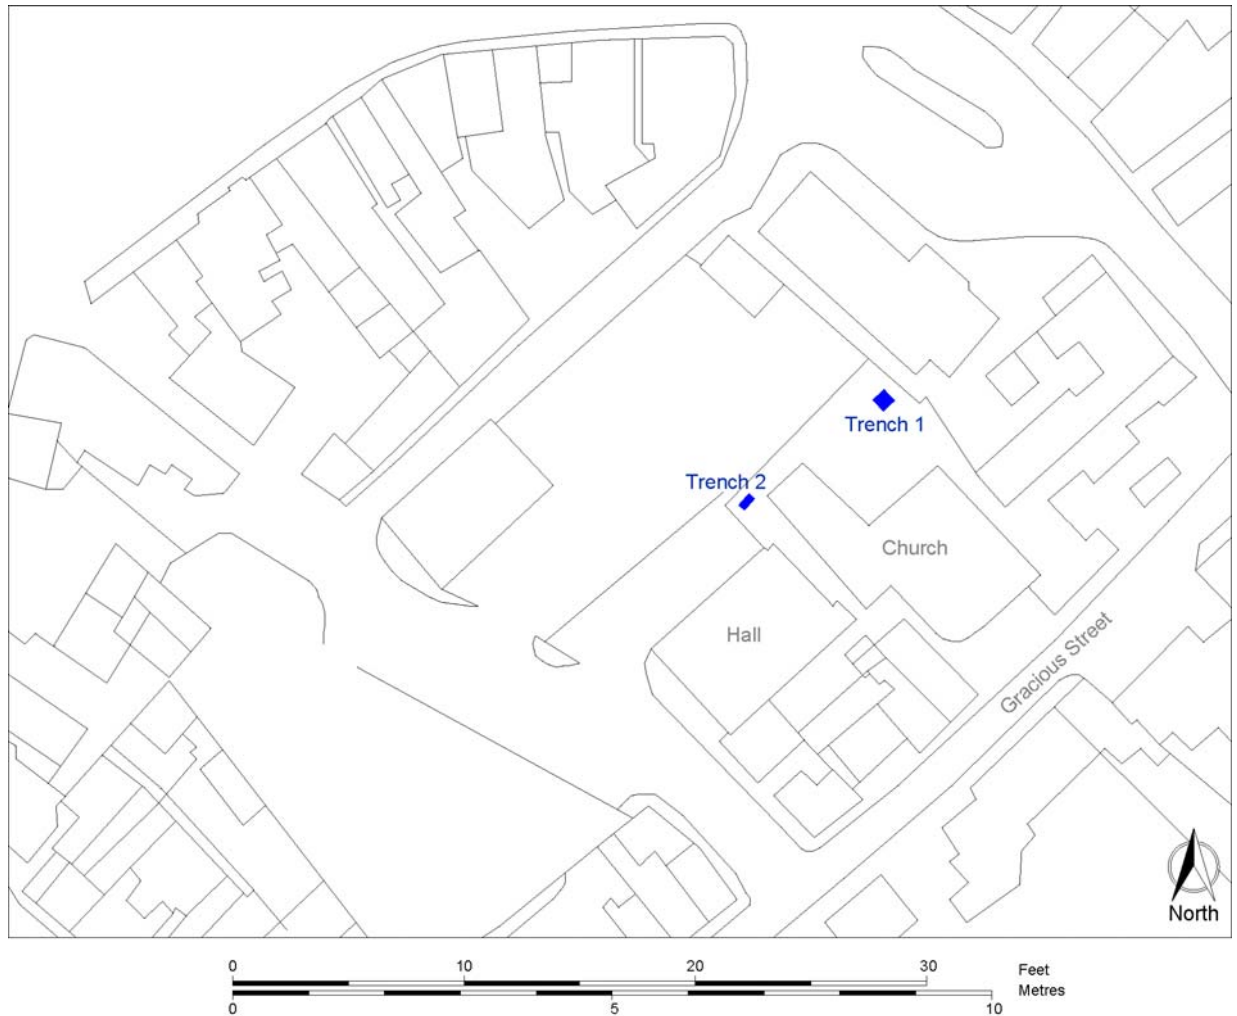 Trench 1
Trench 2
Church
Hall
Gracious Street
North
0 10 20 30 Feet
Metres
0 5 10